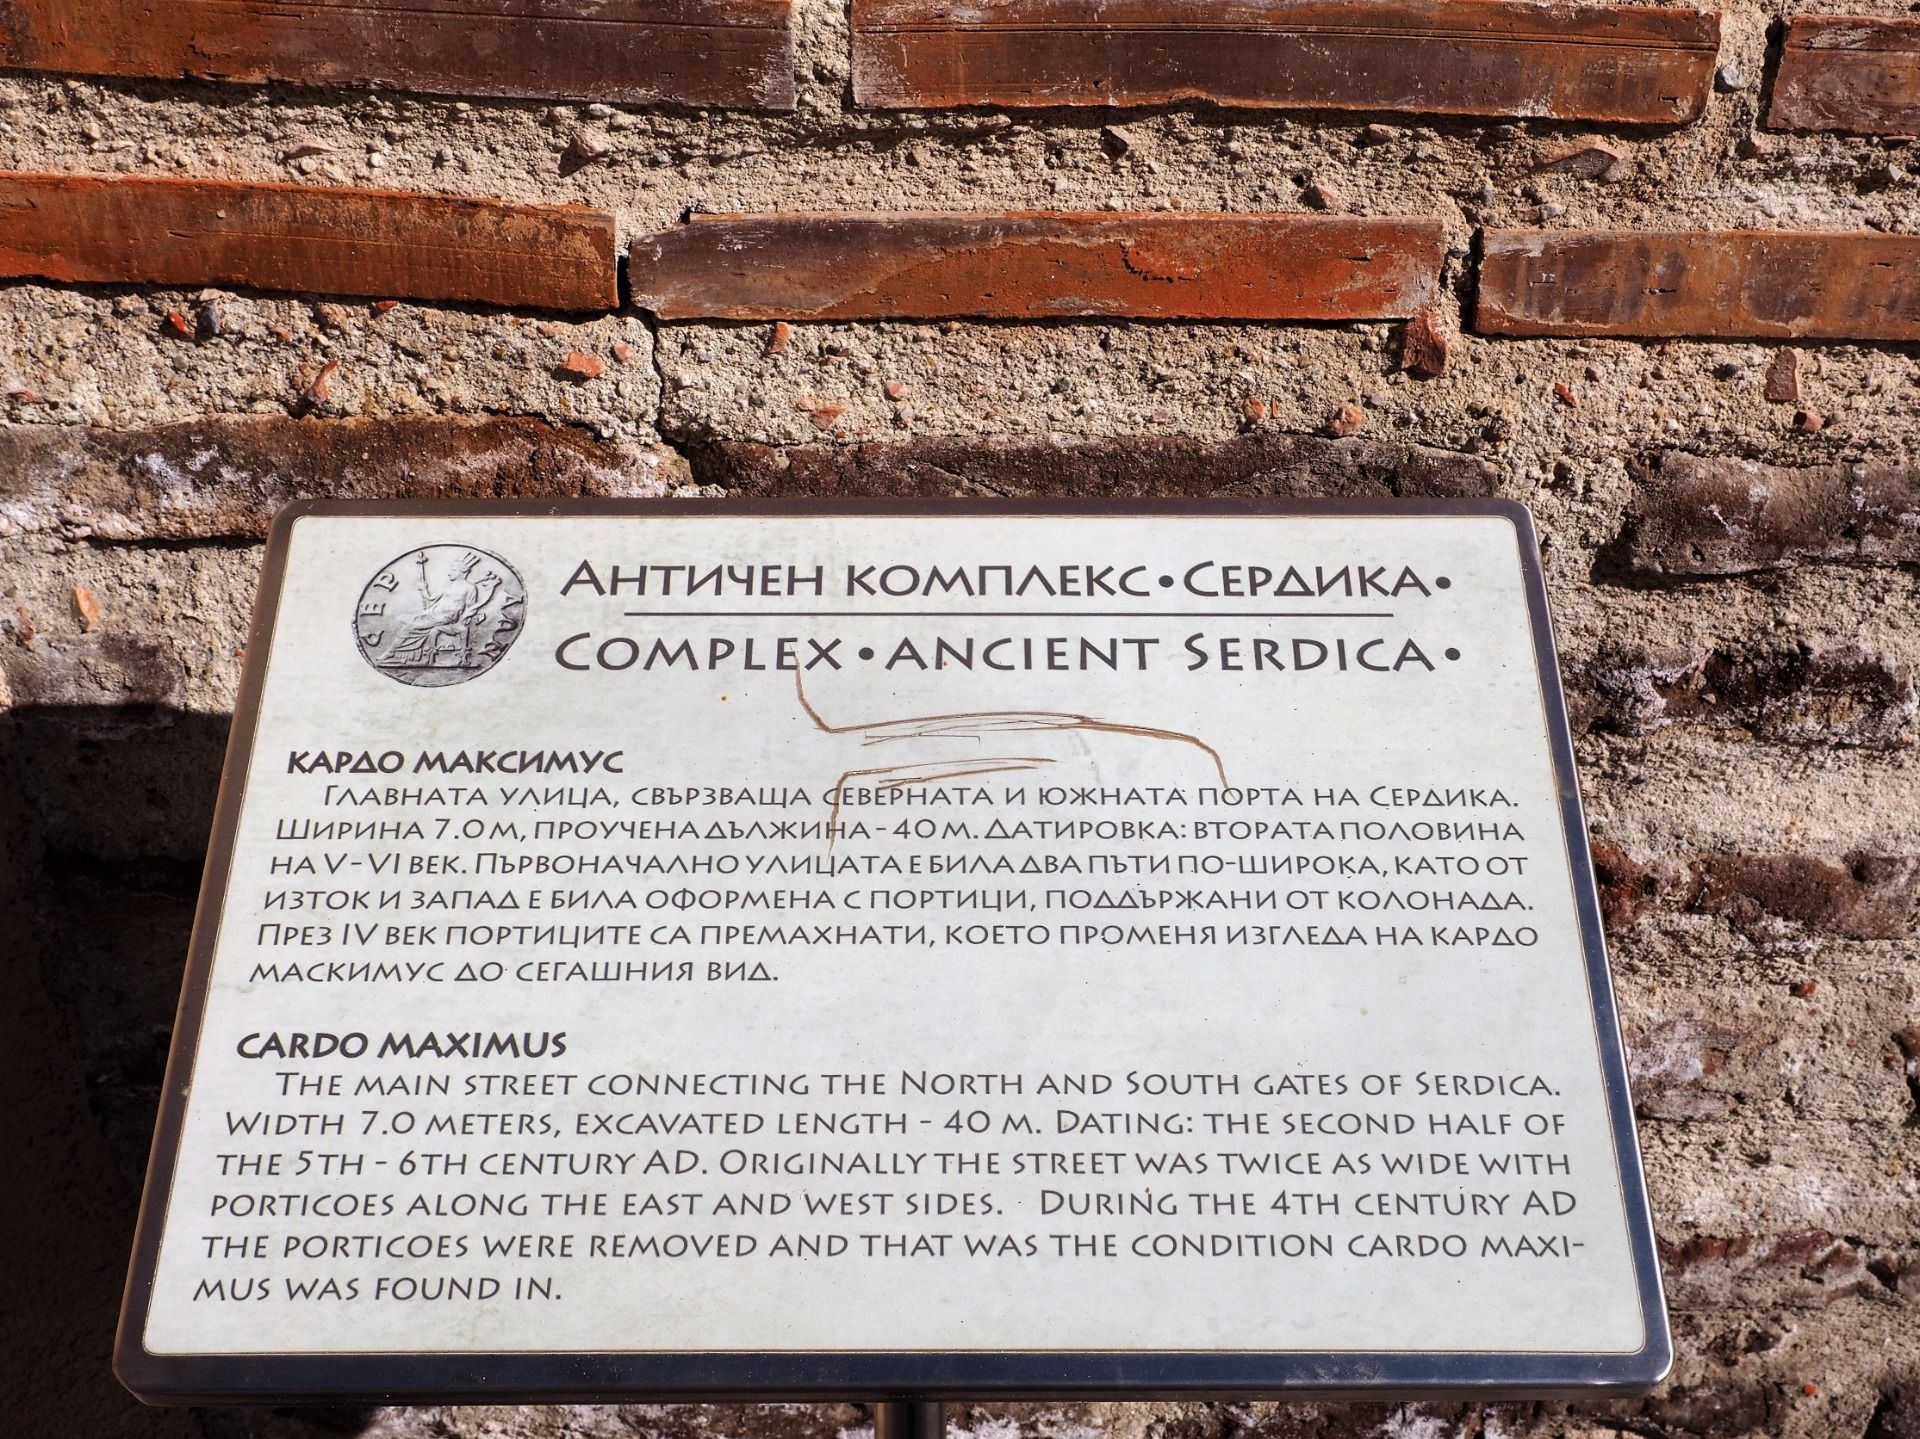 АНТИЧЕН КОМПЛЕКС•СЕРДИКА•
COMPLEX•ANCIENT SERDICA•
КАРДО МАКСИМУС
ГЛАВНАТА УЛИЦА, СВЪРЗВАЩА СЕВЕРНАТА И ЮЖНАТА ПОРТА НА СЕРДИКА.
ШИРИНА 7.0 М, ПРОУЧЕНА ДЪЛЖИНА - 40 М. ДАТИРОВКА: ВТОРАТА ПОЛОВИНА
НА V - VI ВЕК. ПЪРВОНАЧАЛНО УЛИЦАТА Е БИЛА ДВА ПЪТИ ПО-ШИРОКА, КАТО ОТ
ИЗТОК И ЗАПАД Е БИЛА ОФОРМЕНА С ПОРТИЦИ, ПОДДЪРЖАНИ ОТ КОЛОНАДА.
ПРЕЗ IV ВЕК ПОРТИЦИТЕ СА ПРЕМАХНАТИ, КОЕТО ПРОМЕНЯ ИЗГЛЕДА НА КАРДО
МАСКИМУС ДО СЕГАШНИЯ ВИД.
CARDO MAXIMUS
THE MAIN STREET CONNECTING THE NORTH AND SOUTH GATES OF SERDICA.
WIDTH 7.0 METERS, EXCAVATED LENGTH - 40 M. DATING: THE SECOND HALF OF
THE 5TH - 6TH CENTURY AD. ORIGINALLY THE STREET WAS TWICE AS WIDE WITH
PORTICOES ALONG THE EAST AND WEST SIDES. DURING THE 4TH CENTURY AD
THE PORTICOES WERE REMOVED AND THAT WAS THE CONDITION CARDO MAXI-
MUS WAS FOUND IN.